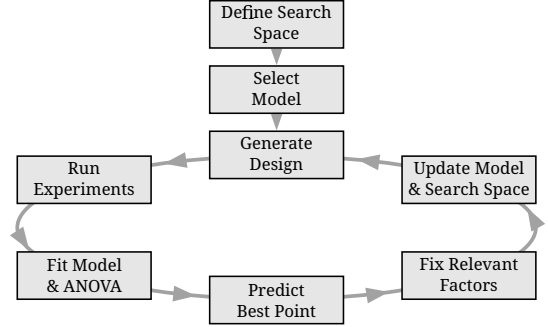 Define Search
Space
Select
Model
Generate
Design
Run
Experiments
Update Model
& Search Space
Fit Model
& ANOVA
Predict
Best Point
Fix Relevant
Factors